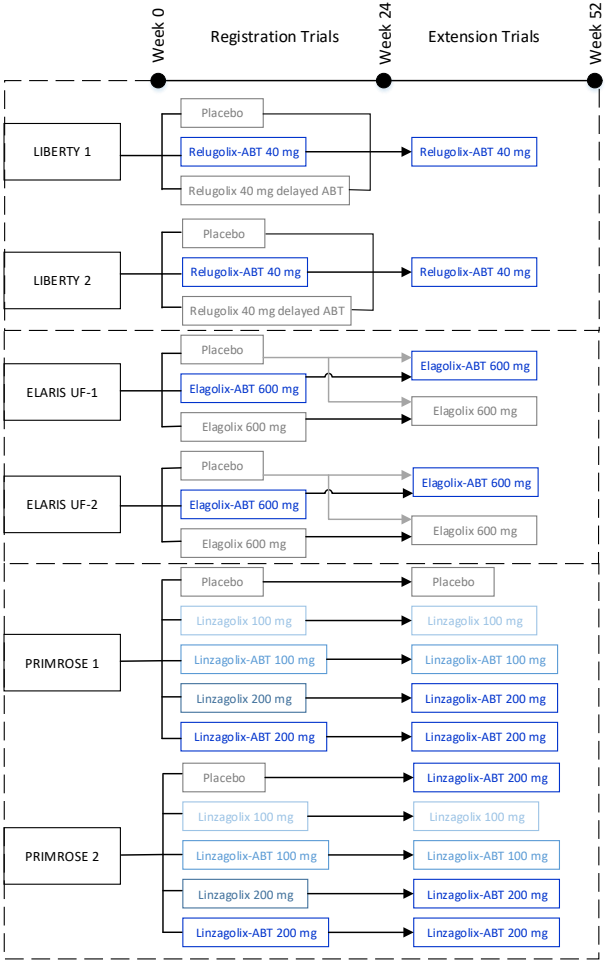 Week 0
Registration Trials
Week 24
Extension Trials
Week 52
LIBERTY 1
Placebo
Relugolix-ABT 40 mg
Relugolix-ABT 40 mg
Relugolix 40 mg delayed ABT
LIBERTY 2
Placebo
Relugolix-ABT 40 mg
Relugolix-ABT 40 mg
Relugolix 40 mg delayed ABT
ELARIS UF-1
Placebo
Elagolix-ABT 600 mg
Elagolix-ABT 600 mg
Elagolix 600 mg
Elagolix 600 mg
ELARIS UF-2
Placebo
Elagolix-ABT 600 mg
Elagolix-ABT 600 mg
Elagolix 600 mg
Elagolix 600 mg
PRIMROSE 1
Placebo
Placebo
Linzagolix 100 mg
Linzagolix 100 mg
Linzagolix-ABT 100 mg
Linzagolix-ABT 100 mg
Linzagolix 200 mg
Linzagolix-ABT 200 mg
Linzagolix-ABT 200 mg
Linzagolix-ABT 200 mg
PRIMROSE 2
Placebo
Linzagolix-ABT 200 mg
Linzagolix 100 mg
Linzagolix 100 mg
Linzagolix-ABT 100 mg
Linzagolix-ABT 100 mg
Linzagolix 200 mg
Linzagolix-ABT 200 mg
Linzagolix-ABT 200 mg
Linzagolix-ABT 200 mg